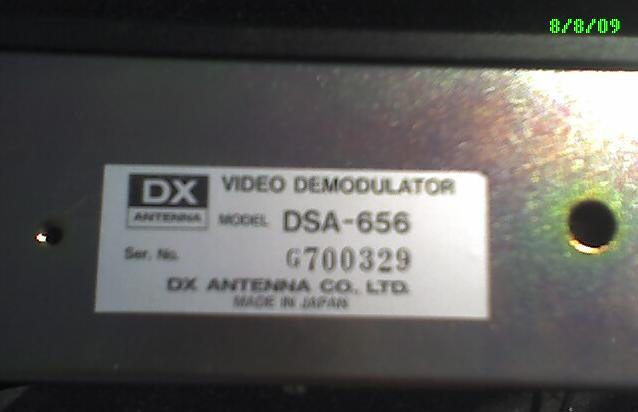 8/8/09
DX
ANTENNA
VIDEO DEMODULATOR
MODEL DSA-656
Ser. No. G700329
DX ANTENNA CO., LTD.
MADE IN JAPAN